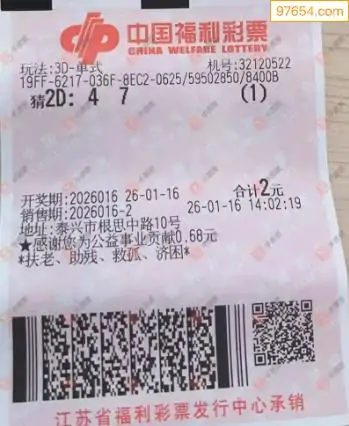 97654.com
中国福利彩票
CHINA WELFARE LOTTERY
玩法:3D-单式 机号:32120522
19FF-6217-036F-8EC2-0625/59502850/8400B
猜2D: 4 7 (1)
开奖期:2026016 26-01-16 合计2元
销售期:2026016-2 26-01-16 14:02:19
地址:泰兴市根思中路10号
★感谢您为公益事业贡献0.68元
*扶老、助残、救孤、济困*
江苏省福利彩票发行中心承销